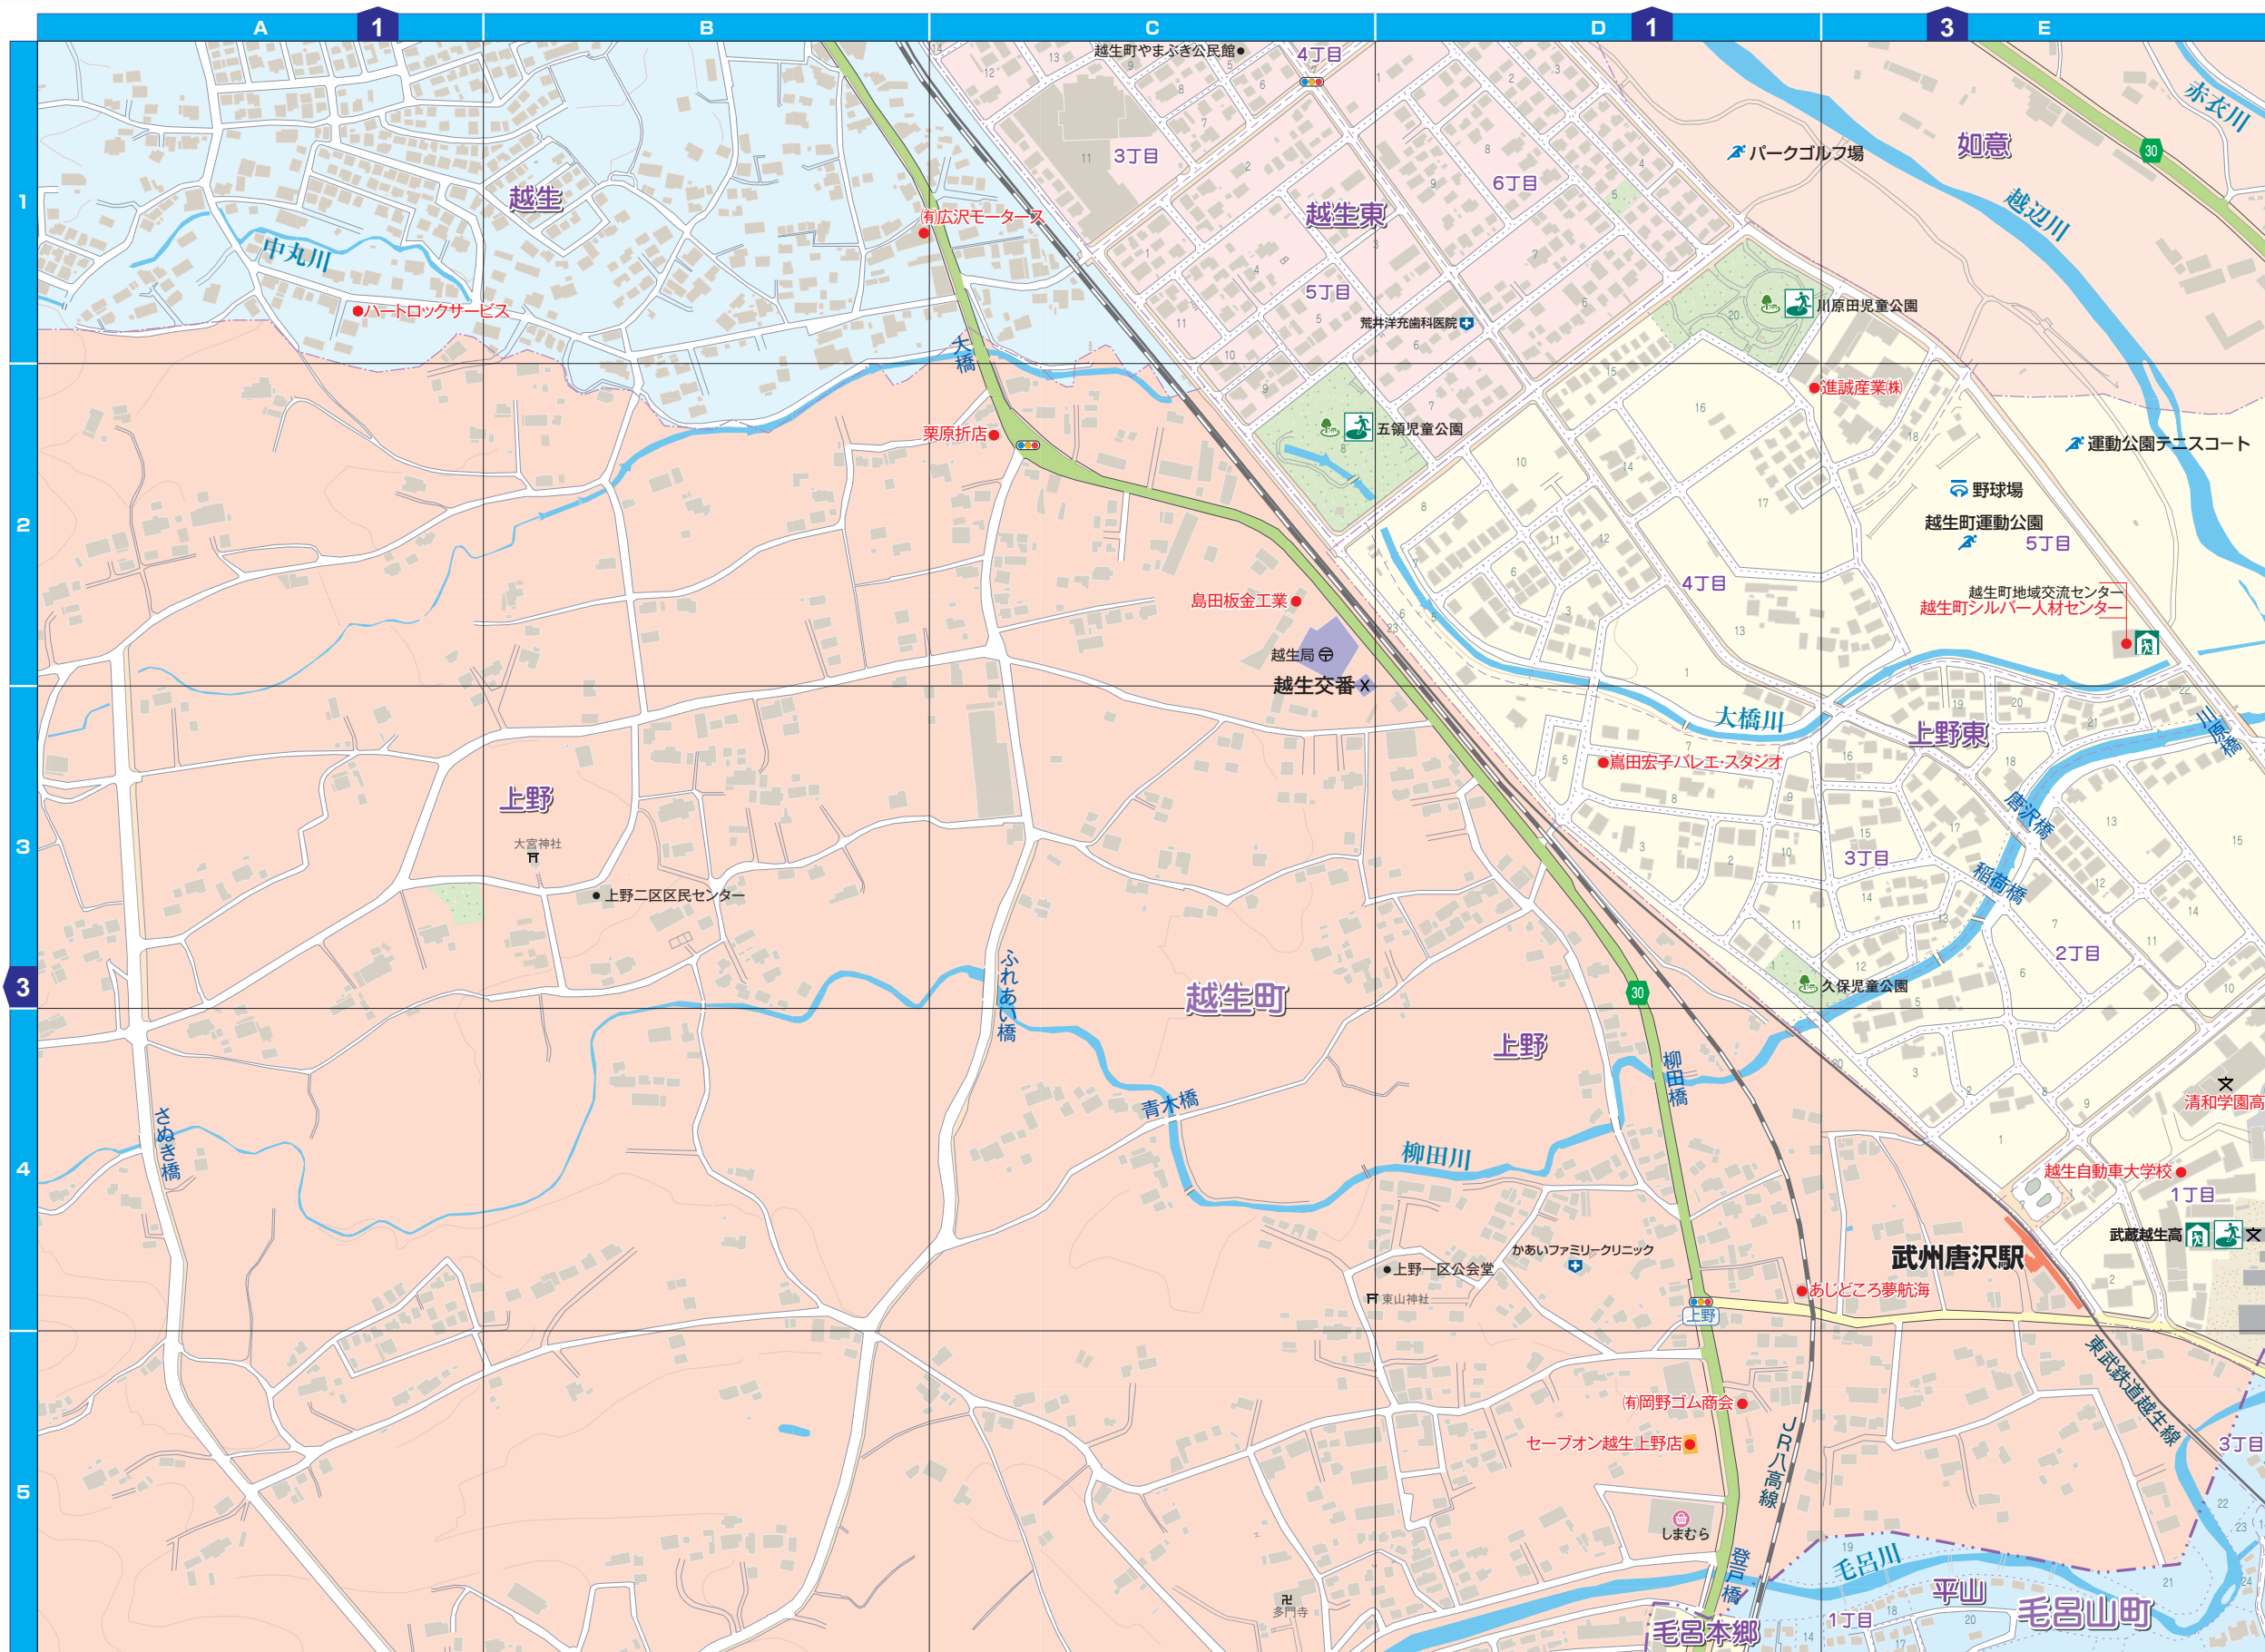 A
1
B
C
D
1
3
E
1
2
3
3
4
5
越生町やまぶき公民館
4丁目
赤衣川
如意
30
パークゴルフ場
3丁目
6丁目
越生
越生東
越辺川
㈲広沢モータース
中丸川
5丁目
ハートロックサービス
川原田児童公園
荒井洋充歯科医院
大橋
進誠産業㈱
栗原折店
五領児童公園
運動公園テニスコート
野球場
越生町運動公園
5丁目
4丁目
越生町地域交流センター
越生町シルバー人材センター
島田板金工業
越生局
越生交番
大橋川
上野東
三原橋
嶌田宏子バレエ・スタジオ
上野
唐沢橋
大宮神社
3丁目
稲荷橋
上野二区区民センター
2丁目
ふれあい橋
越生町
30
久保児童公園
上野
柳田橋
青木橋
さぬき橋
清和学園高
柳田川
越生自動車大学校
1丁目
武蔵越生高
かあいファミリークリニック
武州唐沢駅
上野一区公会堂
東山神社
あじどころ夢航海
上野
東武鉄道越生線
㈲岡野ゴム商会
JR八高線
セーブオン越生上野店
3丁目
しまむら
登戸橋
毛呂川
平山
多門寺
1丁目
毛呂山町
毛呂本郷